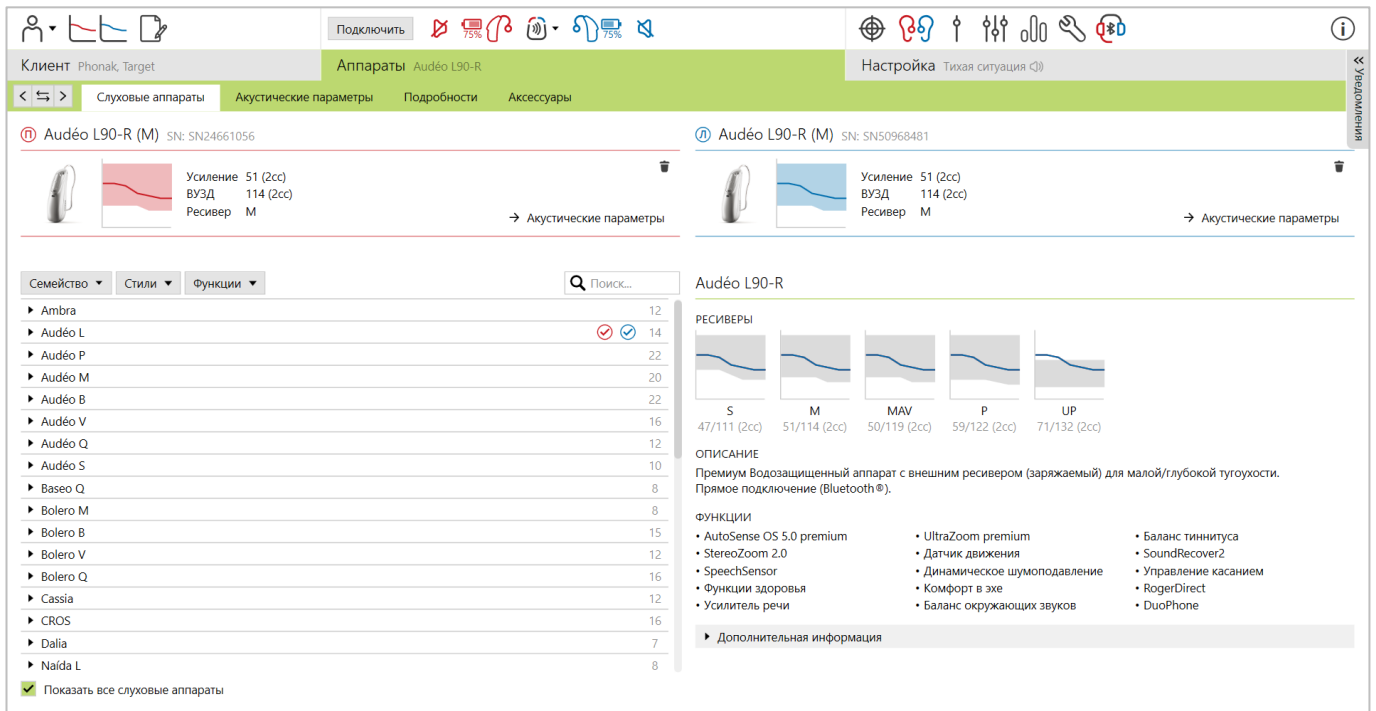 Подключить
75%
75%
Клиент Phonak, Target
Аппараты Audéo L90-R
Настройка Тихая ситуация
Уведомления
Слуховые аппараты
Акустические параметры
Подробности
Аксессуары
П Audéo L90-R (M) SN: SN24661056
Усиление 51 (2cc)
ВУЗД 114 (2cc)
Ресивер M
Акустические параметры
Л Audéo L90-R (M) SN: SN50968481
Усиление 51 (2cc)
ВУЗД 114 (2cc)
Ресивер M
Акустические параметры
Семейство
Стили
Функции
Поиск...
Ambra 12
Audéo L 14
Audéo P 22
Audéo M 20
Audéo B 22
Audéo V 16
Audéo Q 12
Audéo S 10
Baseo Q 8
Bolero M 8
Bolero B 15
Bolero V 12
Bolero Q 16
Cassia 12
CROS 16
Dalia 7
Naída L 8
Показать все слуховые аппараты
Audéo L90-R
РЕСИВЕРЫ
S M MAV P UP
47/111 (2cc) 51/114 (2cc) 50/119 (2cc) 59/122 (2cc) 71/132 (2cc)
ОПИСАНИЕ
Премиум Водозащищенный аппарат с внешним ресивером (заряжаемый) для малой/глубокой тугоухости.
Прямое подключение (Bluetooth®).
ФУНКЦИИ
• AutoSense OS 5.0 premium
• StereoZoom 2.0
• SpeechSensor
• Функции здоровья
• Усилитель речи
• UltraZoom premium
• Датчик движения
• Динамическое шумоподавление
• Комфорт в эхе
• Баланс окружающих звуков
• Баланс тиннитуса
• SoundRecover2
• Управление касанием
• RogerDirect
• DuoPhone
Дополнительная информация